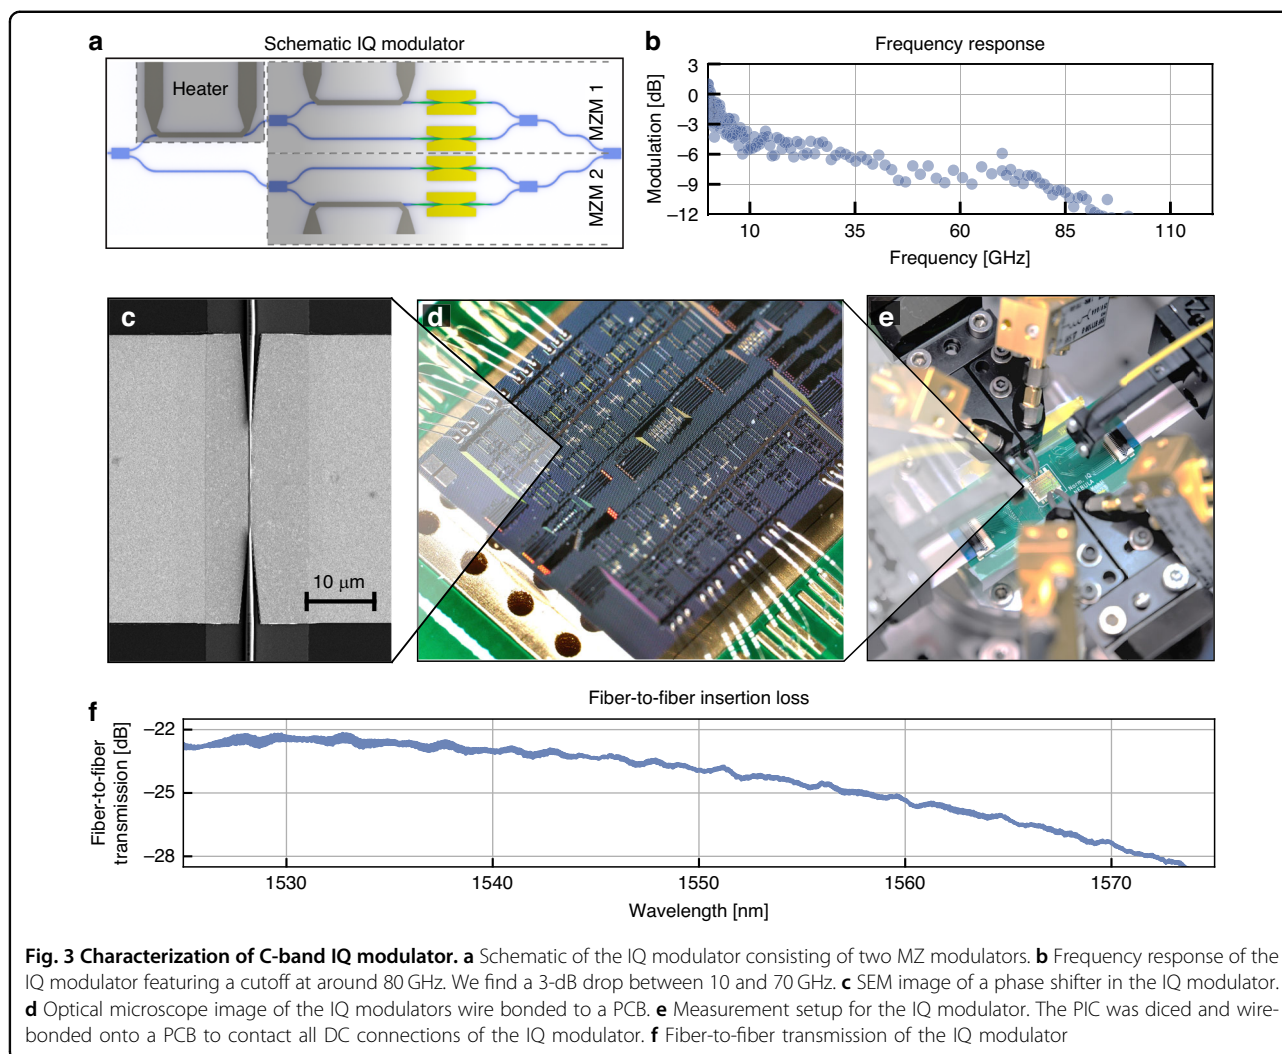 a
Schematic IQ modulator
Heater
MZM 1
MZM 2
b
Frequency response
Modulation [dB]
3
0
−3
−6
−9
−12
10
35
60
85
110
Frequency [GHz]
c
10 μm
d
e
f
Fiber-to-fiber insertion loss
Fiber-to-fiber
transmission [dB]
−22
−25
−28
1530
1540
1550
1560
1570
Wavelength [nm]
Fig. 3 Characterization of C-band IQ modulator. a Schematic of the IQ modulator consisting of two MZ modulators. b Frequency response of the
IQ modulator featuring a cutoff at around 80 GHz. We find a 3-dB drop between 10 and 70 GHz. c SEM image of a phase shifter in the IQ modulator.
d Optical microscope image of the IQ modulators wire bonded to a PCB. e Measurement setup for the IQ modulator. The PIC was diced and wire-
bonded onto a PCB to contact all DC connections of the IQ modulator. f Fiber-to-fiber transmission of the IQ modulator